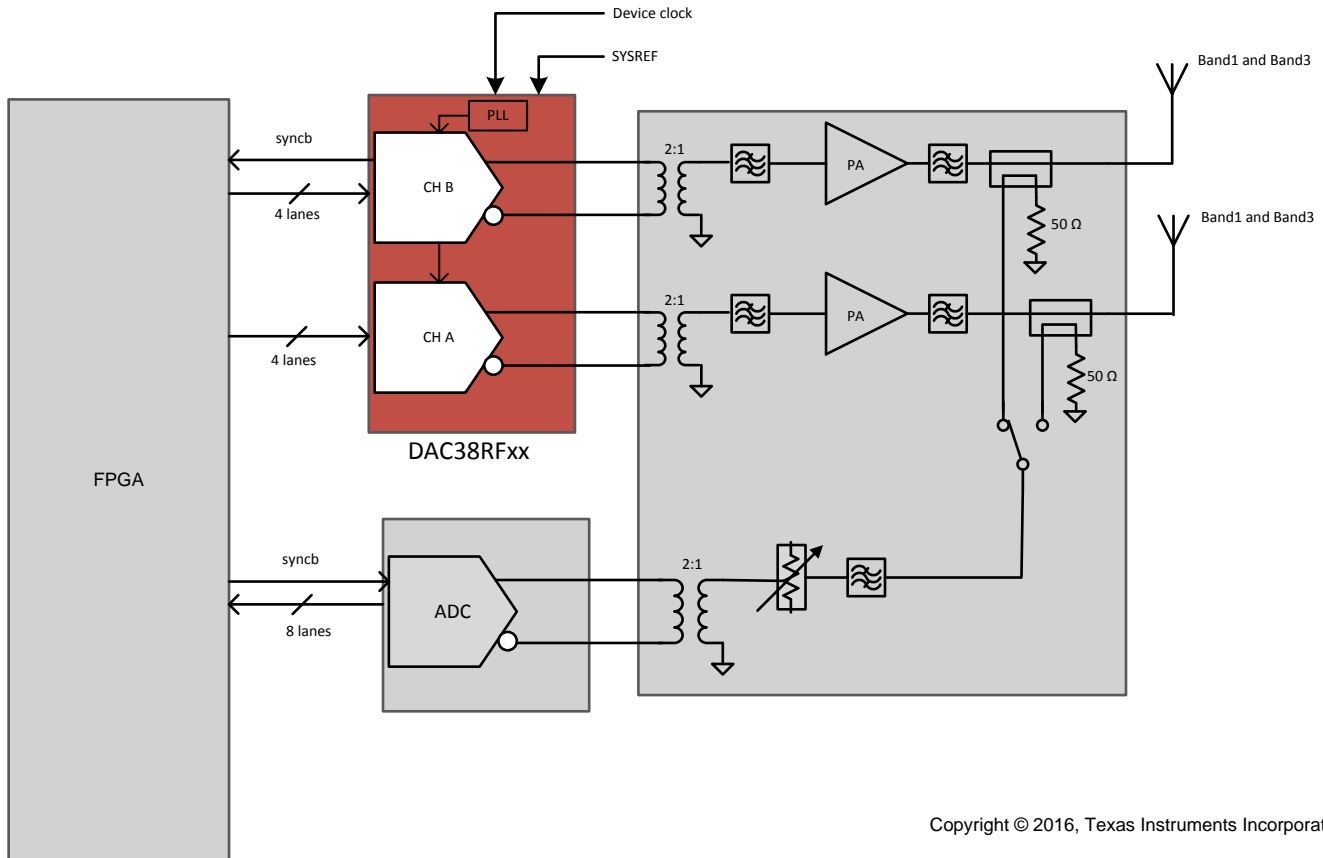 Device clock
SYSREF
Band1 and Band3
PLL
syncb
2:1
PA
CH B
4 lanes
50 Ω
Band1 and Band3
2:1
PA
CH A
4 lanes
50 Ω
DAC38RFxx
FPGA
syncb
2:1
ADC
8 lanes
Copyright © 2016, Texas Instruments Incorporat